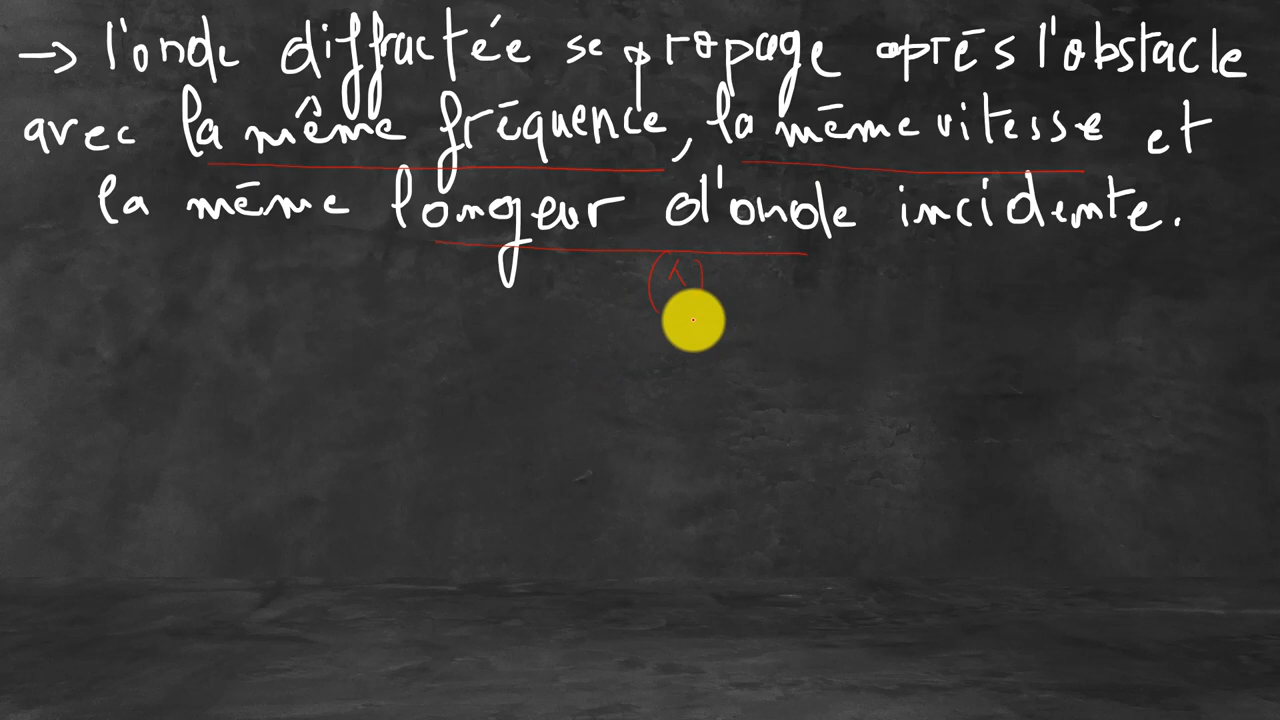 → l'onde diffractée se propage après l'obstacle
avec la même fréquence, la même vitesse et
la même longeur d'onde incidente.
(λ)